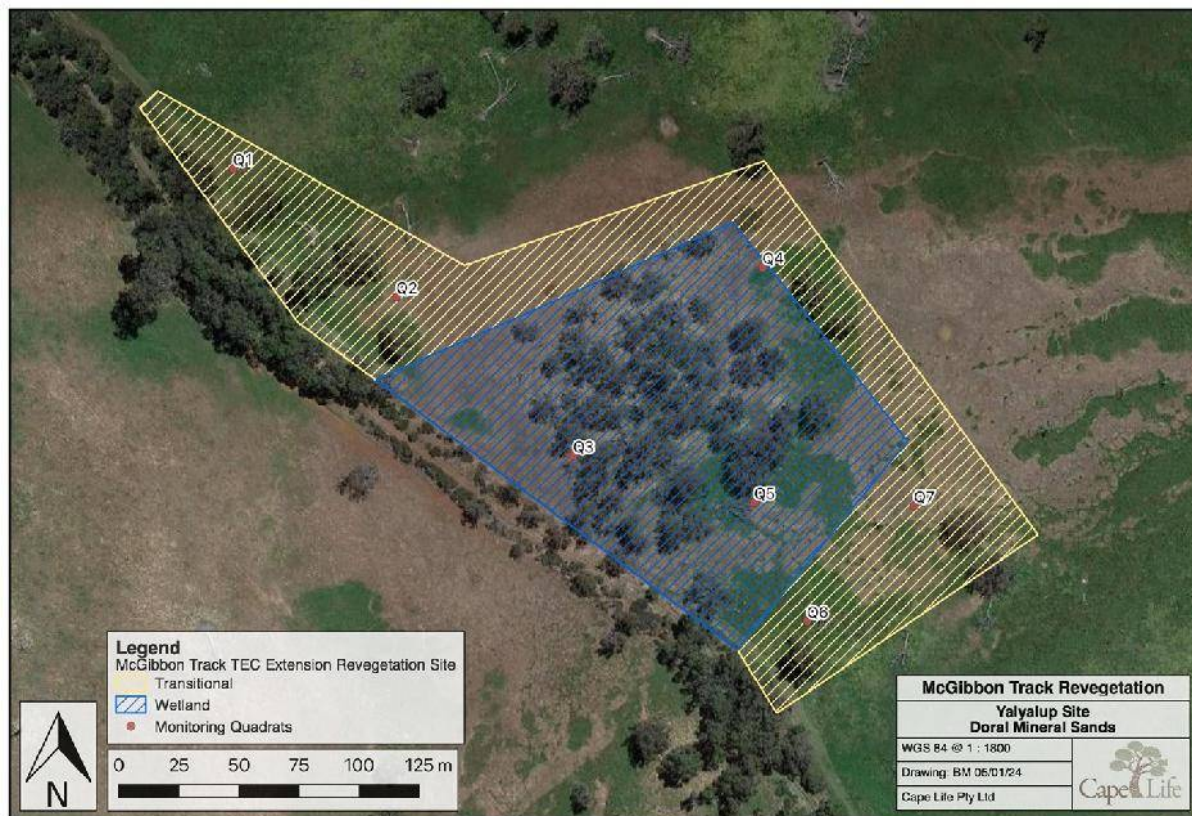 Q1
Q2
Q4
Q3
Q5
Q7
Q6
Legend
McGibbon Track TEC Extension Revegetation Site
Transitional
Wetland
Monitoring Quadrats
N
0 25 50 75 100 125 m
McGibbon Track Revegetation
Yalyalup Site
Doral Mineral Sands
WGS 84 @ 1 : 1800
Drawing: BM 05/01/24
Cape Life Pty Ltd
Cape Life